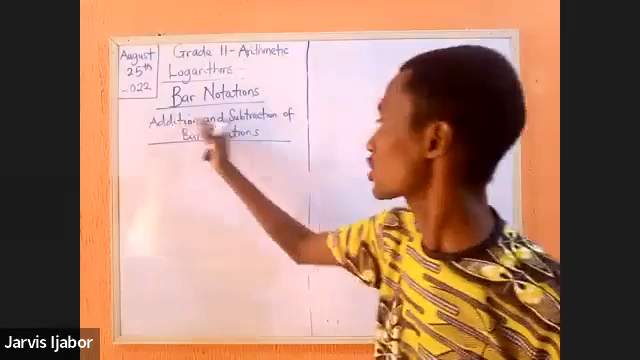 August
25th
-022
Grade 11 - Arithmetic
Logarithms
Bar Notations
Addition and Subtraction of
Bar Notations
Jarvis Ijabor